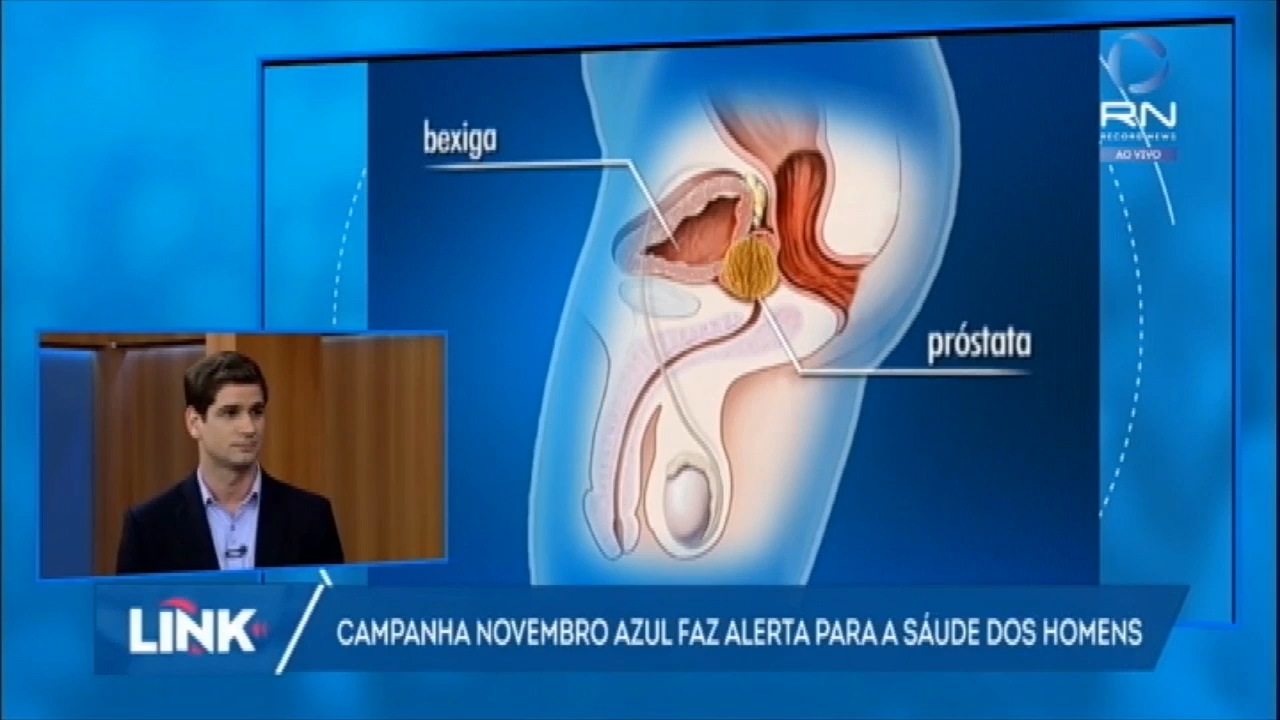 bexiga
RN
RECORD NEWS
AO VIVO
próstata
LINK
CAMPANHA NOVEMBRO AZUL FAZ ALERTA PARA A SÁUDE DOS HOMENS